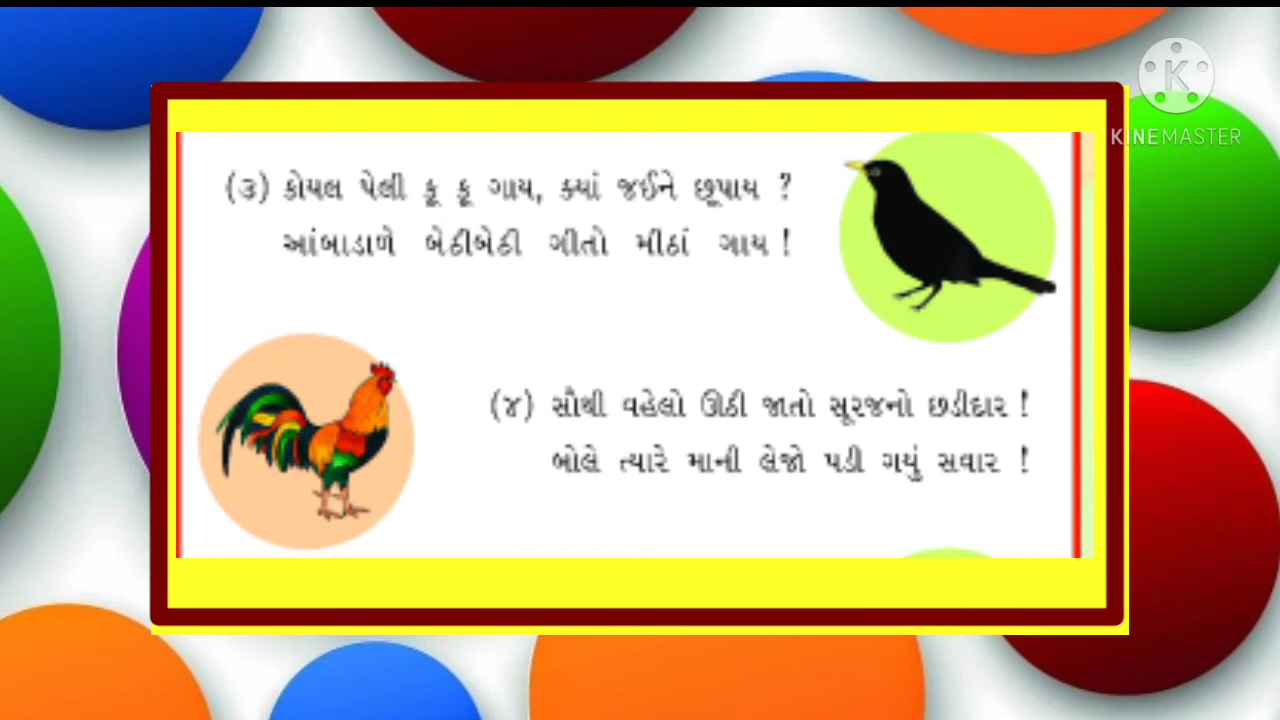 KINEMASTER
(૩) કોયલ પેલી કૂ કૂ ગાય, ક્યાં જઈને છૂપાય ?
આંબાડાળે બેઠીબેઠી ગીતો મીઠાં ગાય !
(૪) સૌથી વહેલો ઊઠી જાતો સૂરજનો છડીદાર !
બોલે ત્યારે માની લેજો પડી ગયું સવાર !